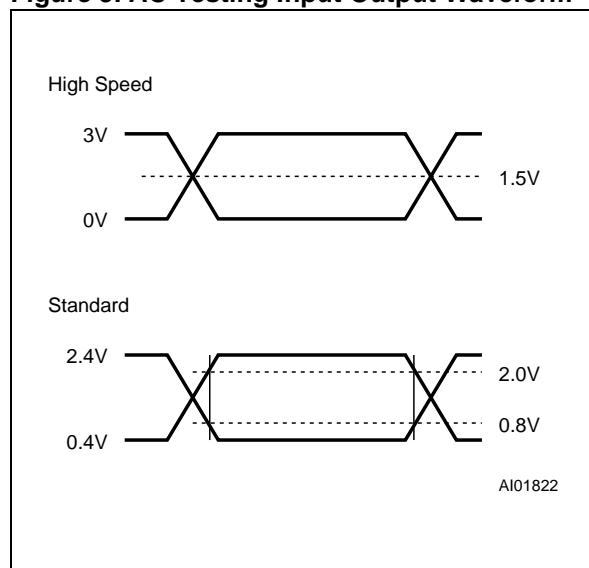 Figure AC Testing Input Output Waveform
High Speed
3V
1.5V
0V
Standard
2.4V
2.0V
0.8V
0.4V
AI01822